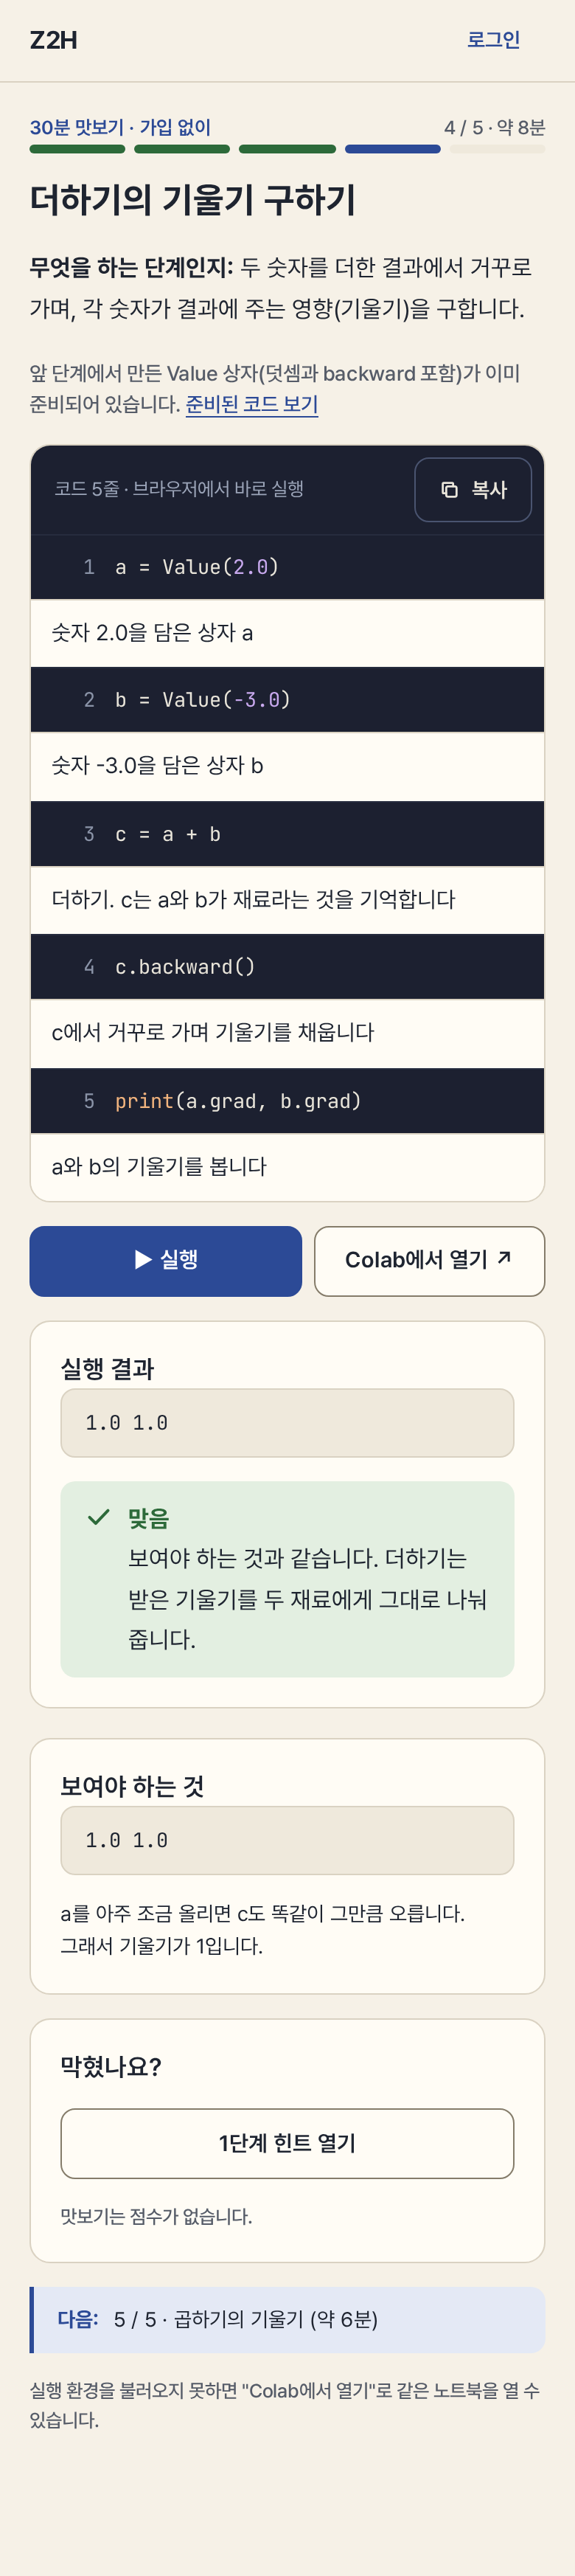 Z2H
로그인
30분 맛보기 · 가입 없이
4 / 5 · 약 8분
더하기의 기울기 구하기
무엇을 하는 단계인지: 두 숫자를 더한 결과에서 거꾸로
가며, 각 숫자가 결과에 주는 영향(기울기)을 구합니다.
앞 단계에서 만든 Value 상자(덧셈과 backward 포함)가 이미
준비되어 있습니다. 준비된 코드 보기
코드 5줄 · 브라우저에서 바로 실행
복사
1 a = Value(2.0)
숫자 2.0을 담은 상자 a
2 b = Value(-3.0)
숫자 -3.0을 담은 상자 b
3 c = a + b
더하기. c는 a와 b가 재료라는 것을 기억합니다
4 c.backward()
c에서 거꾸로 가며 기울기를 채웁니다
5 print(a.grad, b.grad)
a와 b의 기울기를 봅니다
▶ 실행
Colab에서 열기 ↗
실행 결과
1.0 1.0
맞음
보여야 하는 것과 같습니다. 더하기는
받은 기울기를 두 재료에게 그대로 나눠
줍니다.
보여야 하는 것
1.0 1.0
a를 아주 조금 올리면 c도 똑같이 그만큼 오릅니다.
그래서 기울기가 1입니다.
막혔나요?
1단계 힌트 열기
맛보기는 점수가 없습니다.
다음: 5 / 5 · 곱하기의 기울기 (약 6분)
실행 환경을 불러오지 못하면 "Colab에서 열기"로 같은 노트북을 열 수
있습니다.